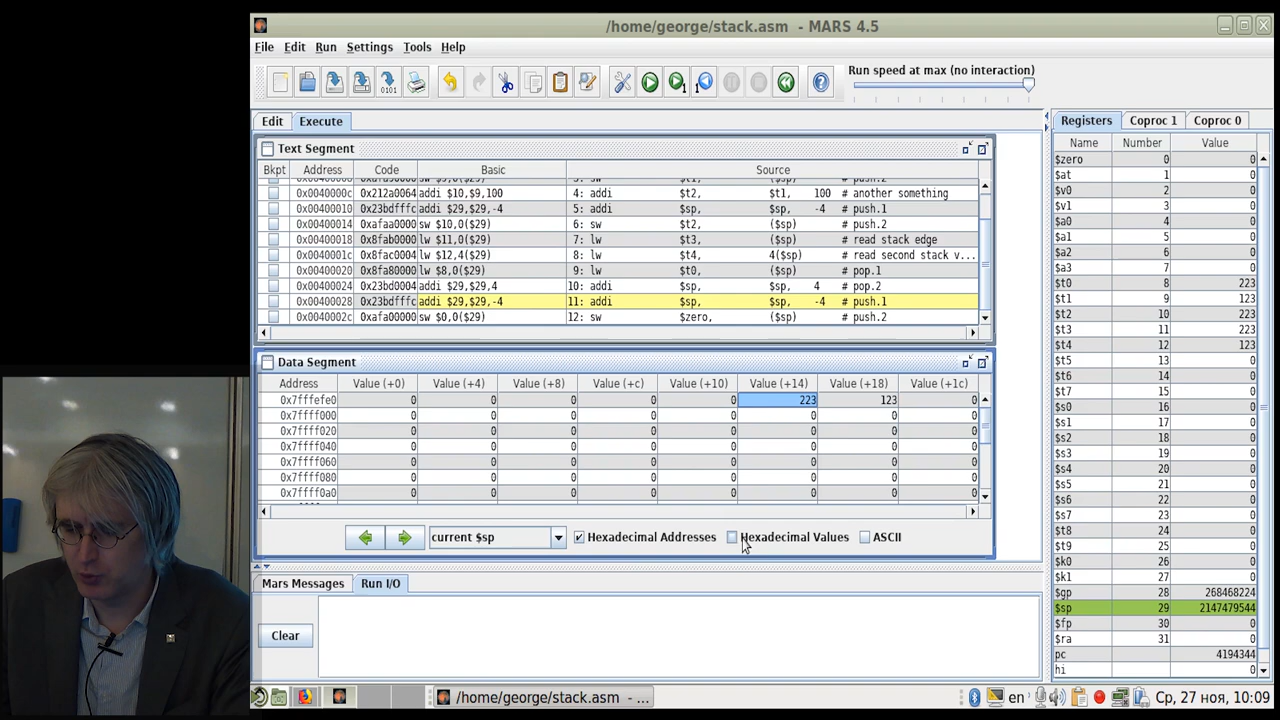 /home/george/stack.asm - MARS 4.5
File Edit Run Settings Tools Help
Run speed at max (no interaction)
Edit Execute
Registers Coproc 1 Coproc 0
Text Segment
Bkpt Address Code Basic Source
0x0040000c 0x212a0064 addi $10,$9,100 4: addi $t2, $t1, 100 # another something
0x00400010 0x23bdfffc addi $29,$29,-4 5: addi $sp, $sp, -4 # push.1
0x00400014 0xafaa0000 sw $10,0($29) 6: sw $t2, ($sp) # push.2
0x00400018 0x8fab0000 lw $11,0($29) 7: lw $t3, ($sp) # read stack edge
0x0040001c 0x8fac0004 lw $12,4($29) 8: lw $t4, 4($sp) # read second stack v...
0x00400020 0x8fa80000 lw $8,0($29) 9: lw $t0, ($sp) # pop.1
0x00400024 0x23bd0004 addi $29,$29,4 10: addi $sp, $sp, 4 # pop.2
0x00400028 0x23bdfffc addi $29,$29,-4 11: addi $sp, $sp, -4 # push.1
0x0040002c 0xafa00000 sw $0,0($29) 12: sw $zero, ($sp) # push.2
Data Segment
Address Value (+0) Value (+4) Value (+8) Value (+c) Value (+10) Value (+14) Value (+18) Value (+1c)
0x7fffefe0 0 0 0 0 0 223 123 0
0x7ffff000 0 0 0 0 0 0 0 0
0x7ffff020 0 0 0 0 0 0 0 0
0x7ffff040 0 0 0 0 0 0 0 0
0x7ffff060 0 0 0 0 0 0 0 0
0x7ffff080 0 0 0 0 0 0 0 0
0x7ffff0a0 0 0 0 0 0 0 0 0
current $sp Hexadecimal Addresses Hexadecimal Values ASCII
Mars Messages Run I/O
Clear
Name Number Value
$zero 0 0
$at 1 0
$v0 2 0
$v1 3 0
$a0 4 0
$a1 5 0
$a2 6 0
$a3 7 0
$t0 8 223
$t1 9 123
$t2 10 223
$t3 11 223
$t4 12 123
$t5 13 0
$t6 14 0
$t7 15 0
$s0 16 0
$s1 17 0
$s2 18 0
$s3 19 0
$s4 20 0
$s5 21 0
$s6 22 0
$s7 23 0
$t8 24 0
$t9 25 0
$k0 26 0
$k1 27 0
$gp 28 268468224
$sp 29 2147479544
$fp 30 0
$ra 31 0
pc 4194344
hi 0
/home/george/stack.asm - ...
en
Ср, 27 ноя, 10:09